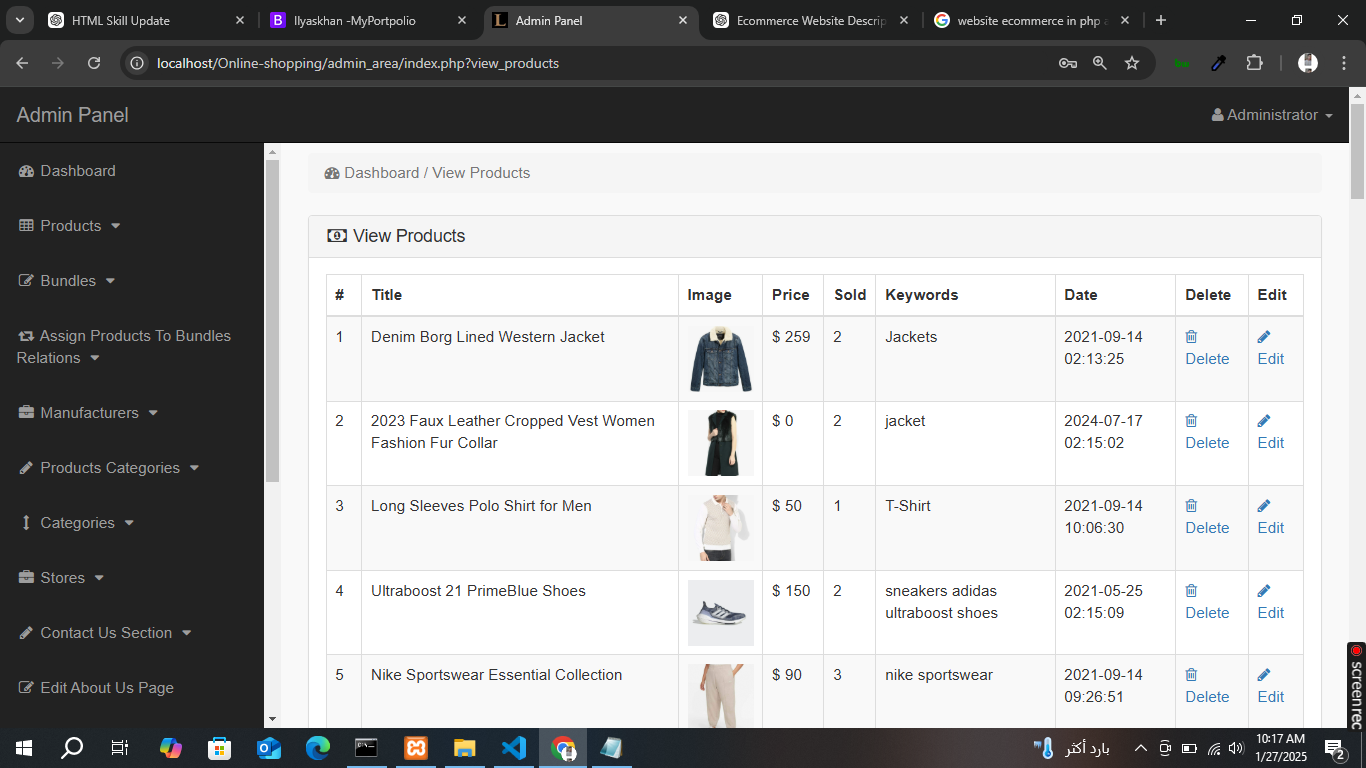 HTML Skill Update
B
Ilyaskhan -MyPortpolio
L
Admin Panel
Ecommerce Website Descrip
website ecommerce in php a
localhost/Online-shopping/admin_area/index.php?view_products
bw
Admin Panel
Administrator
Dashboard
Products
Bundles
Assign Products To Bundles
Relations
Manufacturers
Products Categories
Categories
Stores
Contact Us Section
Edit About Us Page
Dashboard / View Products
View Products
# Title Image Price Sold Keywords Date Delete Edit
1 Denim Borg Lined Western Jacket $ 259 2 Jackets 2021-09-14
02:13:25 Delete Edit
2 2023 Faux Leather Cropped Vest Women $ 0 2 jacket 2024-07-17
Fashion Fur Collar 02:15:02 Delete Edit
3 Long Sleeves Polo Shirt for Men $ 50 1 T-Shirt 2021-09-14
10:06:30 Delete Edit
4 Ultraboost 21 PrimeBlue Shoes $ 150 2 sneakers adidas 2021-05-25
ultraboost shoes 02:15:09 Delete Edit
5 Nike Sportswear Essential Collection $ 90 3 nike sportswear 2021-09-14
09:26:51 Delete Edit
screen rec
بارد أكثر
10:17 AM
1/27/2025
2